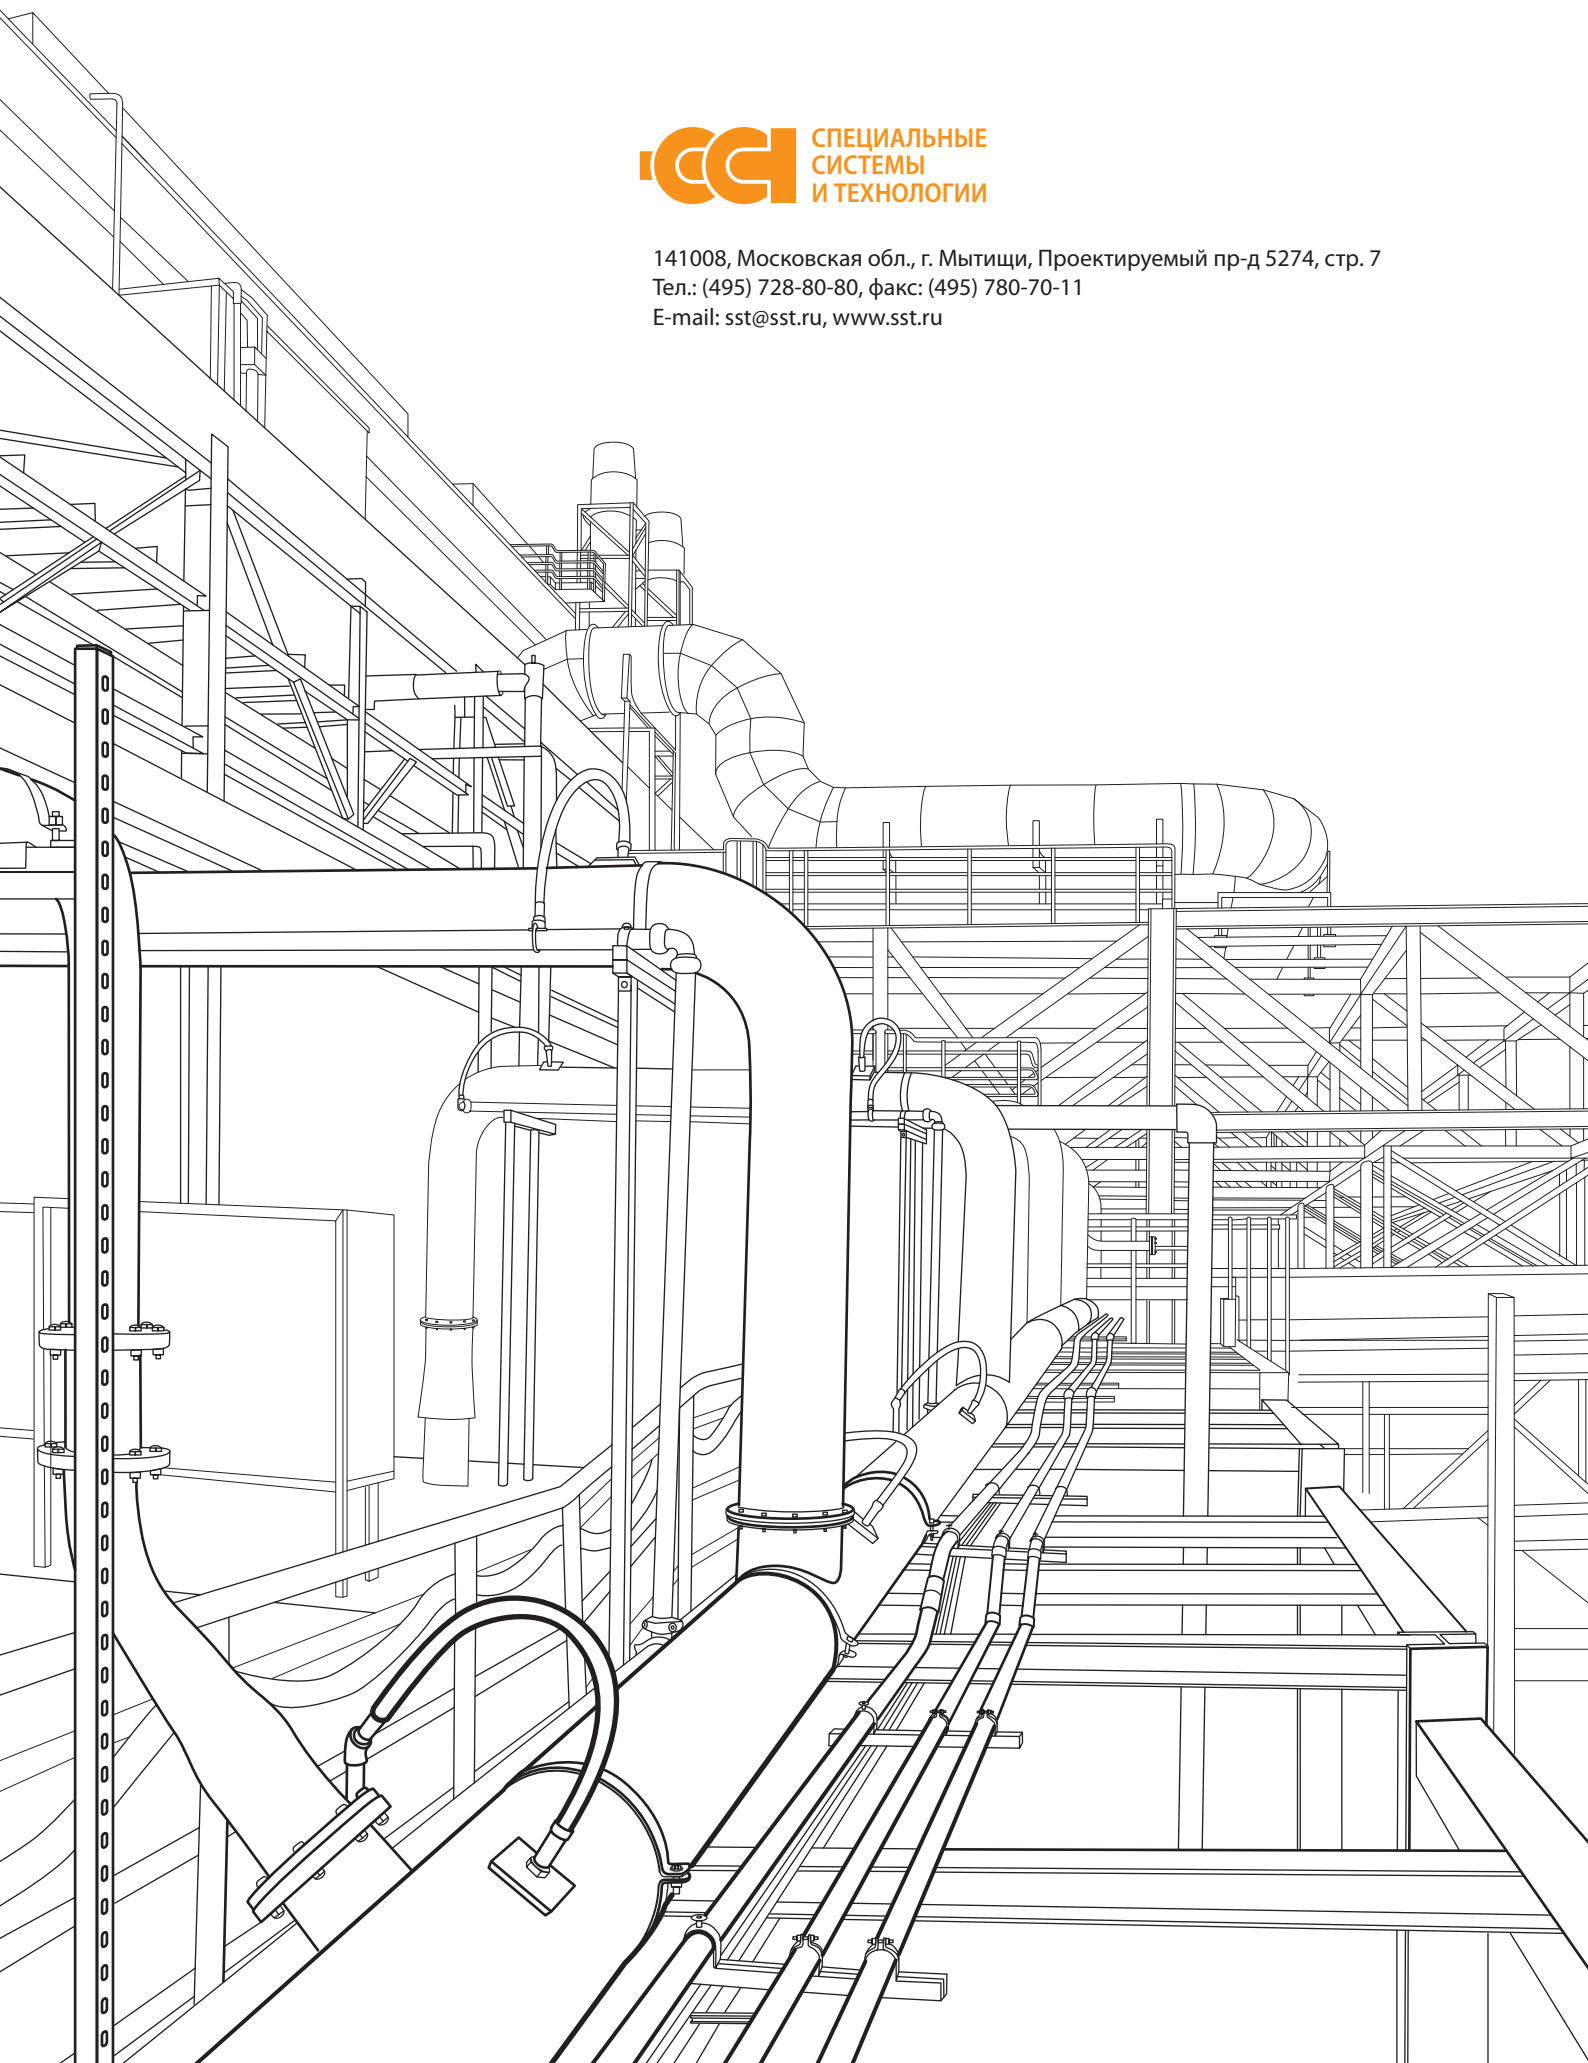 ССТ
СПЕЦИАЛЬНЫЕ
СИСТЕМЫ
И ТЕХНОЛОГИИ
141008, Московская обл., г. Мытищи, Проектируемый пр-д 5274, стр. 7
Тел.: (495) 728-80-80, факс: (495) 780-70-11
E-mail: sst@sst.ru, www.sst.ru